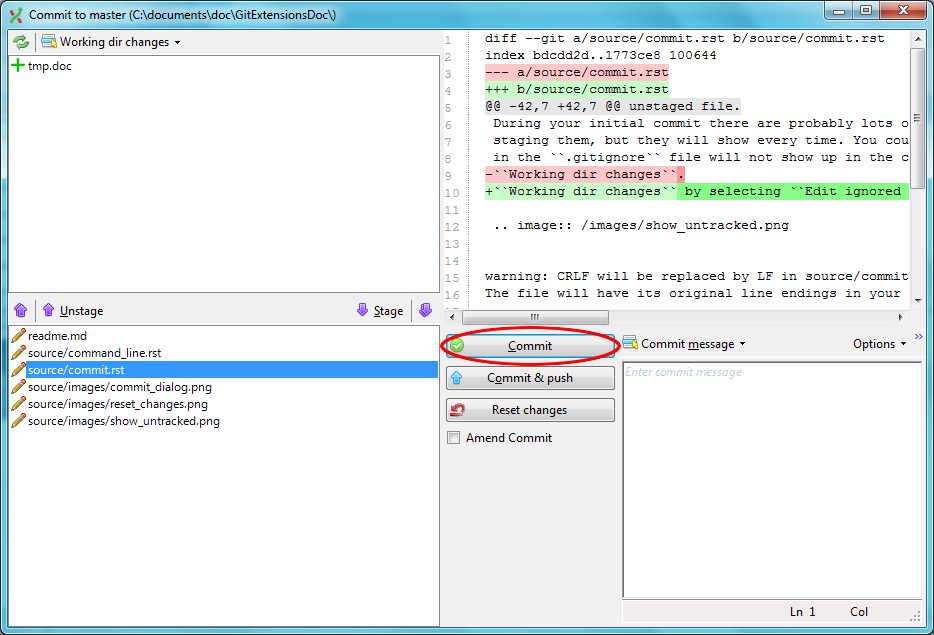 Commit to master (C:\documents\doc\GitExtensionsDoc\)
Working dir changes
tmp.doc
1 diff --git a/source/commit.rst b/source/commit.rst
2 index bdcdd2d..1773ce8 100644
3 --- a/source/commit.rst
4 +++ b/source/commit.rst
5 @@ -42,7 +42,7 @@ unstaged file.
6 During your initial commit there are probably lots o
7 staging them, but they will show every time. You cou
8 in the ``.gitignore`` file will not show up in the c
9 -``Working dir changes``.
10 +``Working dir changes`` by selecting ``Edit ignored
11
12 .. image:: /images/show_untracked.png
13
14
15 warning: CRLF will be replaced by LF in source/commit
16 The file will have its original line endings in your
Unstage Stage
readme.md
source/command_line.rst
source/commit.rst
source/images/commit_dialog.png
source/images/reset_changes.png
source/images/show_untracked.png
Commit
Commit & push
Reset changes
Amend Commit
Commit message Options »
Enter commit message
Ln 1 Col